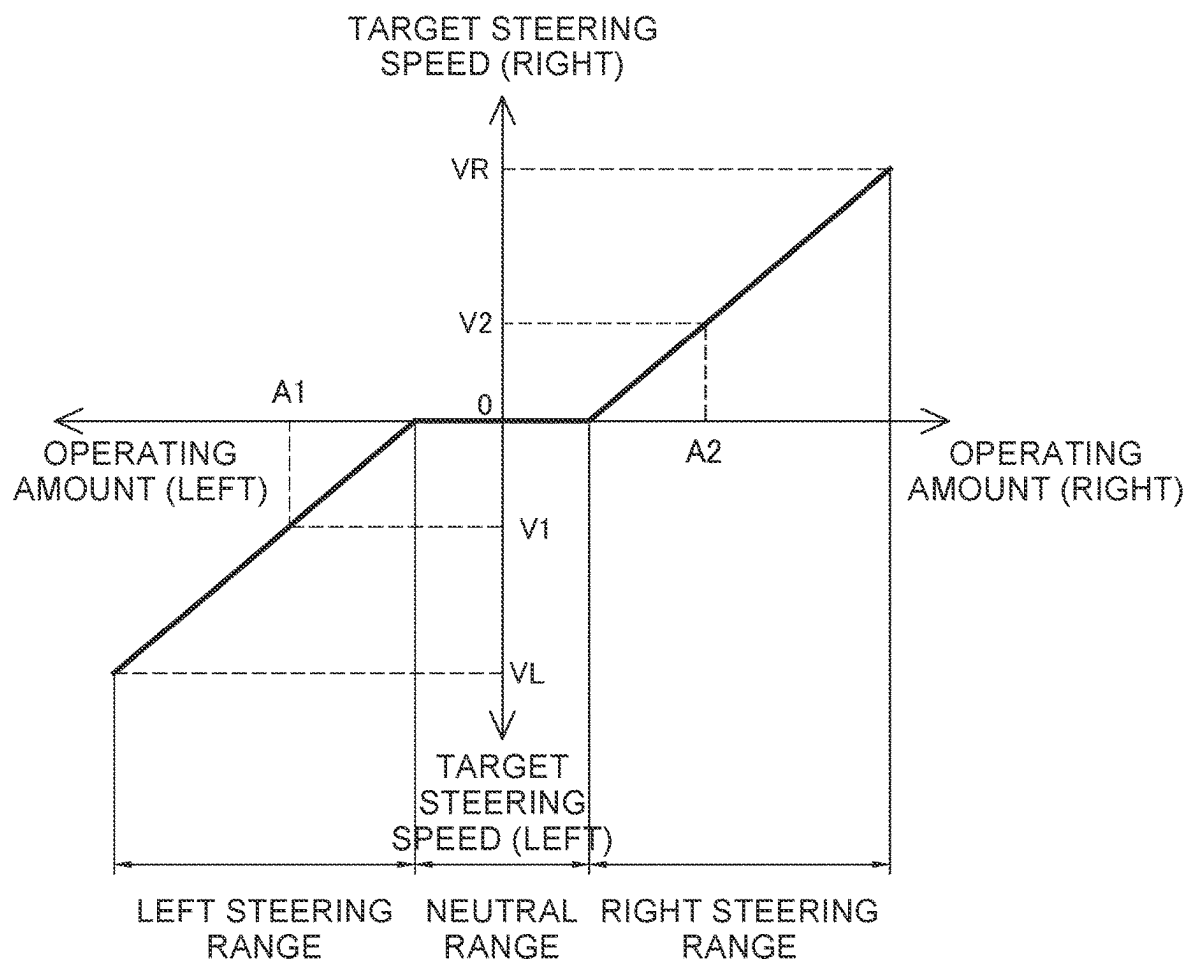 TARGET STEERING
SPEED (RIGHT)
VR
V2
A1
0
OPERATING
AMOUNT (LEFT)
A2
OPERATING
AMOUNT (RIGHT)
V1
VL
TARGET
STEERING
SPEED (LEFT)
LEFT STEERING
RANGE
NEUTRAL
RANGE
RIGHT STEERING
RANGE